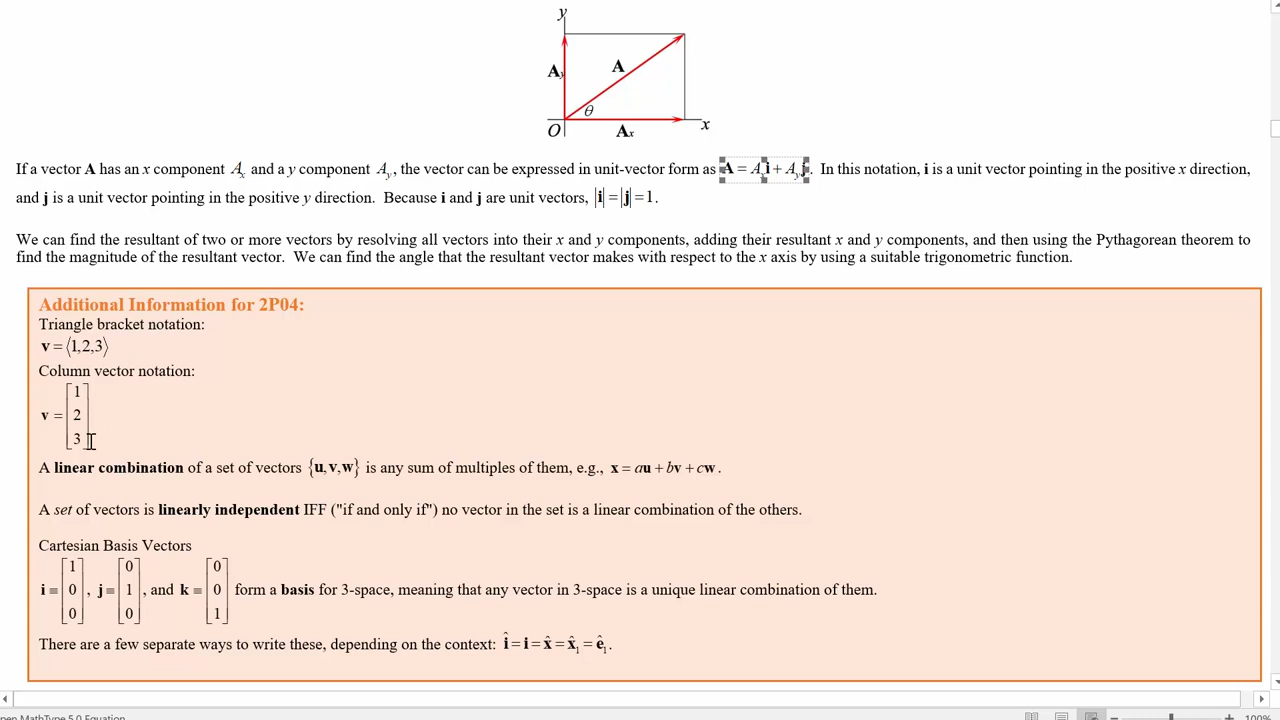 y
A
Ay
θ
O
Ax
x
If a vector A has an x component Aₓ and a y component Ay, the vector can be expressed in unit-vector form as A = Aₓi + Ayj. In this notation, i is a unit vector pointing in the positive x direction,
and j is a unit vector pointing in the positive y direction. Because i and j are unit vectors, |i| = |j| = 1.
We can find the resultant of two or more vectors by resolving all vectors into their x and y components, adding their resultant x and y components, and then using the Pythagorean theorem to
find the magnitude of the resultant vector. We can find the angle that the resultant vector makes with respect to the x axis by using a suitable trigonometric function.
Additional Information for 2P04:
Triangle bracket notation:
v = ⟨1,2,3⟩
Column vector notation:
1
v = 2
3
A linear combination of a set of vectors {u,v,w} is any sum of multiples of them, e.g., x = au + bv + cw.
A set of vectors is linearly independent IFF ("if and only if") no vector in the set is a linear combination of the others.
Cartesian Basis Vectors
1 0 0
i = 0 , j = 1 , and k = 0 form a basis for 3-space, meaning that any vector in 3-space is a unique linear combination of them.
0 0 1
There are a few separate ways to write these, depending on the context: î = i = x̂ = x̂₁ = ê₁.
pen MathType 5.0 Equation
100%